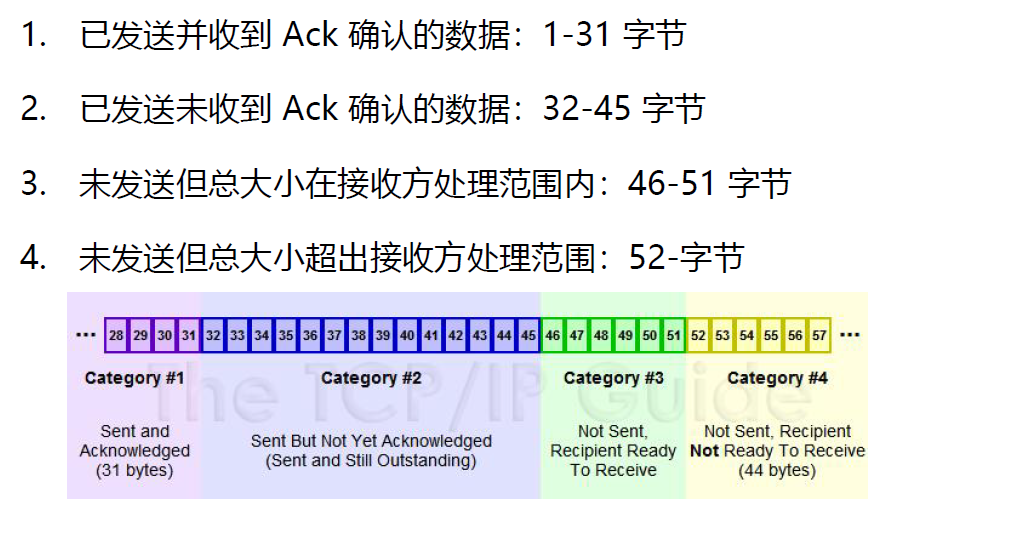 1. 已发送并收到 Ack 确认的数据：1-31 字节
2. 已发送未收到 Ack 确认的数据：32-45 字节
3. 未发送但总大小在接收方处理范围内：46-51 字节
4. 未发送但总大小超出接收方处理范围：52-字节
... 28 29 30 31 32 33 34 35 36 37 38 39 40 41 42 43 44 45 46 47 48 49 50 51 52 53 54 55 56 57 ...
The TCP/IP Guide
Category #1
Sent and
Acknowledged
(31 bytes)
Category #2
Sent But Not Yet Acknowledged
(Sent and Still Outstanding)
Category #3
Not Sent,
Recipient Ready
To Receive
Category #4
Not Sent, Recipient
Not Ready To Receive
(44 bytes)